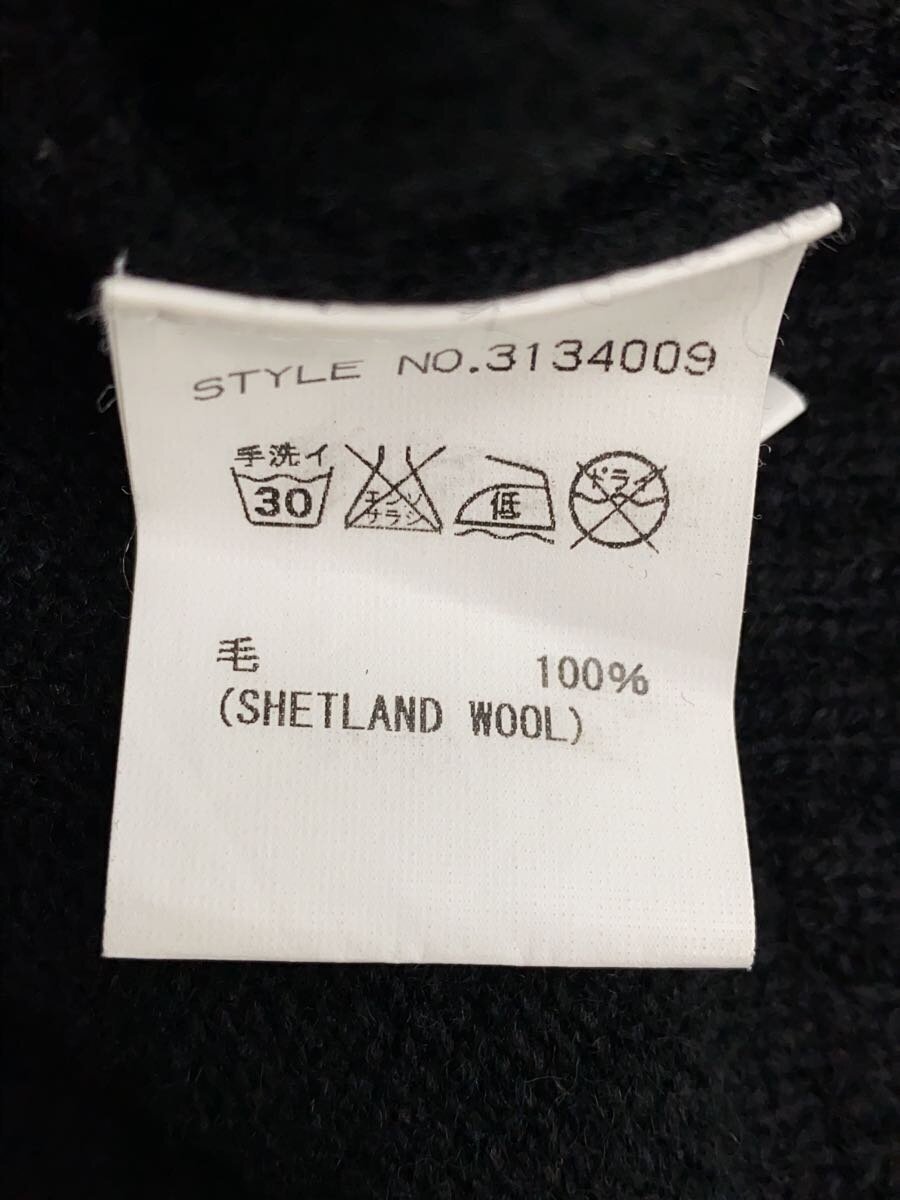 STYLE NO.3134009
手洗イ
30
エンソ
サラシ
低
ドライ
毛 100%
(SHETLAND WOOL)